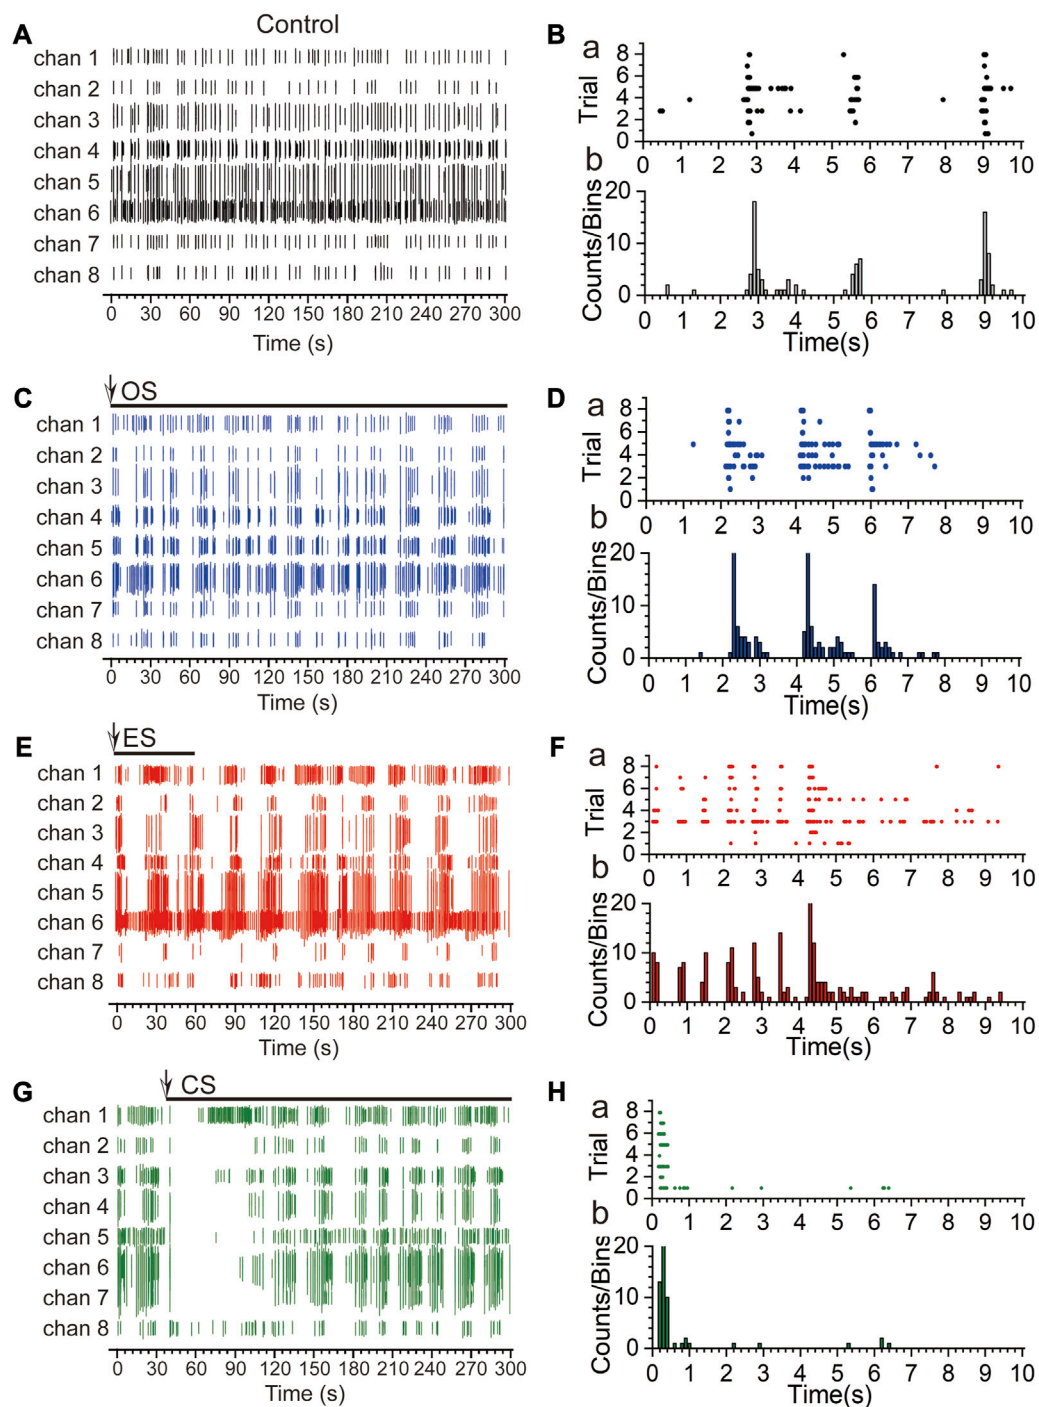 A
Control
chan 1
chan 2
chan 3
chan 4
chan 5
chan 6
chan 7
chan 8
0 30 60 90 120 150 180 210 240 270 300
Time (s)
B
a
Trial
8
6
4
2
0
0 1 2 3 4 5 6 7 8 9 10
b
Counts/Bins
20
10
0
0 1 2 3 4 5 6 7 8 9 10
Time(s)
C
OS
chan 1
chan 2
chan 3
chan 4
chan 5
chan 6
chan 7
chan 8
0 30 60 90 120 150 180 210 240 270 300
Time (s)
D
a
Trial
8
6
4
2
0
0 1 2 3 4 5 6 7 8 9 10
b
Counts/Bins
20
10
0
0 1 2 3 4 5 6 7 8 9 10
Time(s)
E
ES
chan 1
chan 2
chan 3
chan 4
chan 5
chan 6
chan 7
chan 8
0 30 60 90 120 150 180 210 240 270 300
Time (s)
F
a
Trial
8
6
4
2
0
0 1 2 3 4 5 6 7 8 9 10
b
Counts/Bins
20
10
0
0 1 2 3 4 5 6 7 8 9 10
Time(s)
G
CS
chan 1
chan 2
chan 3
chan 4
chan 5
chan 6
chan 7
chan 8
0 30 60 90 120 150 180 210 240 270 300
Time (s)
H
a
Trial
8
6
4
2
0
0 1 2 3 4 5 6 7 8 9 10
b
Counts/Bins
20
10
0
0 1 2 3 4 5 6 7 8 9 10
Time(s)